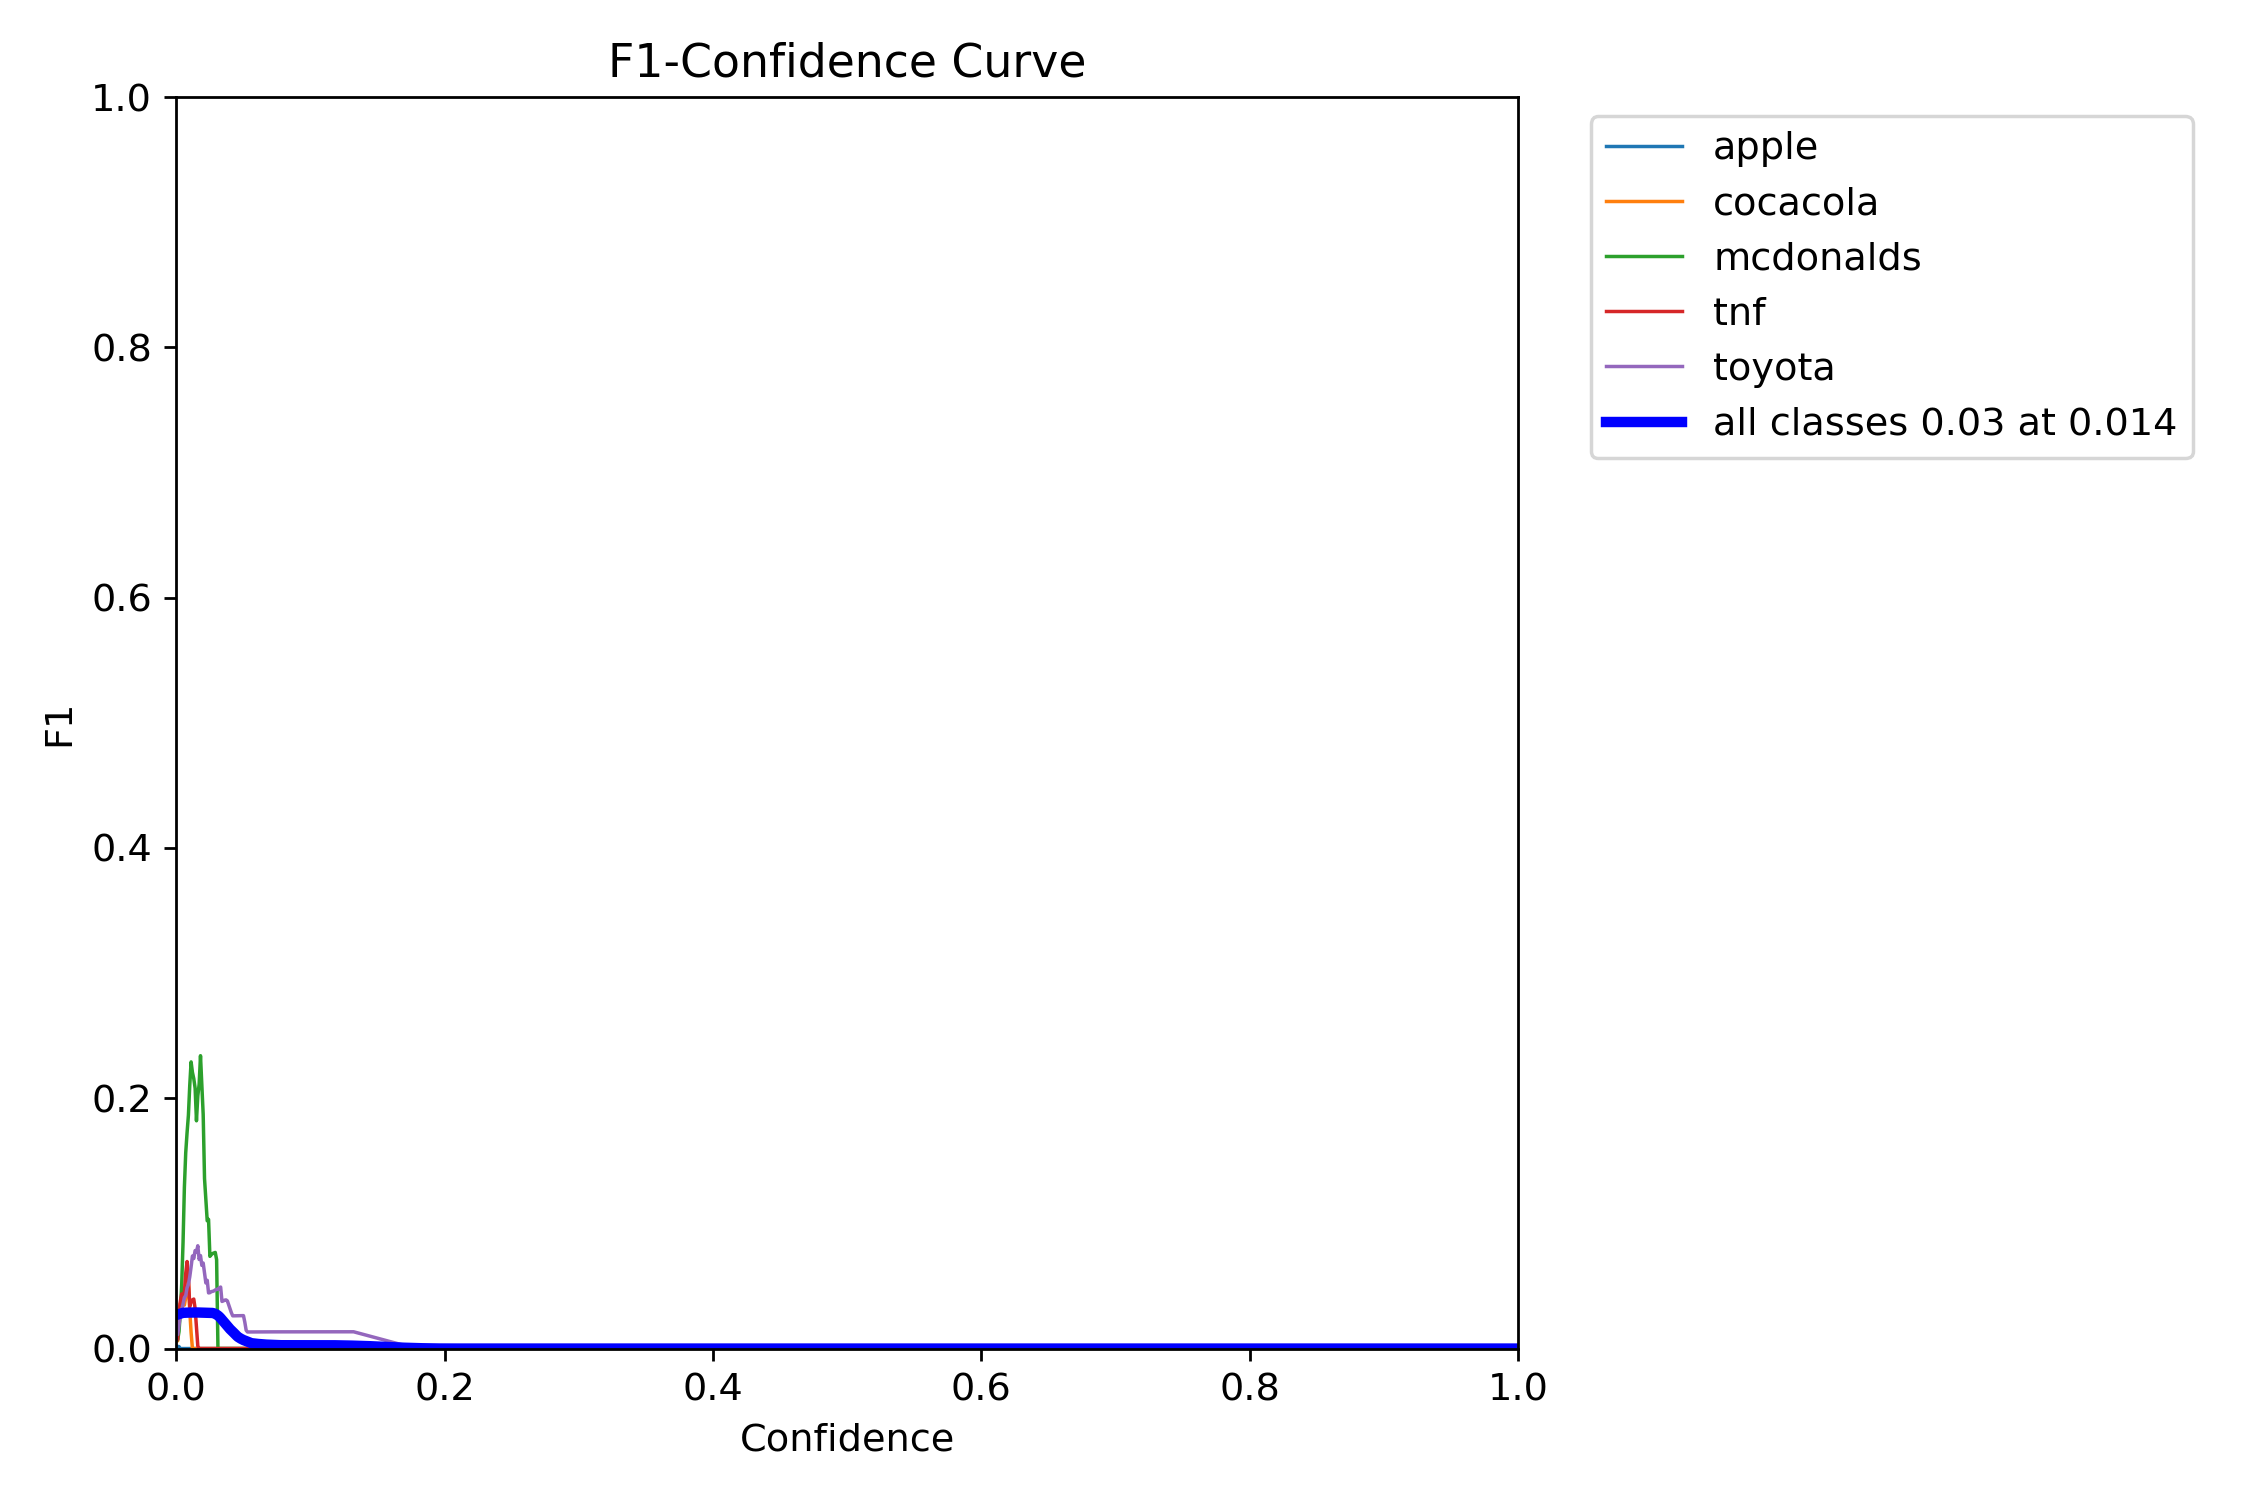 F1-Confidence Curve
1.0
0.8
0.6
0.4
0.2
0.0
F1
0.0 0.2 0.4 0.6 0.8 1.0
Confidence
apple
cocacola
mcdonalds
tnf
toyota
all classes 0.03 at 0.014